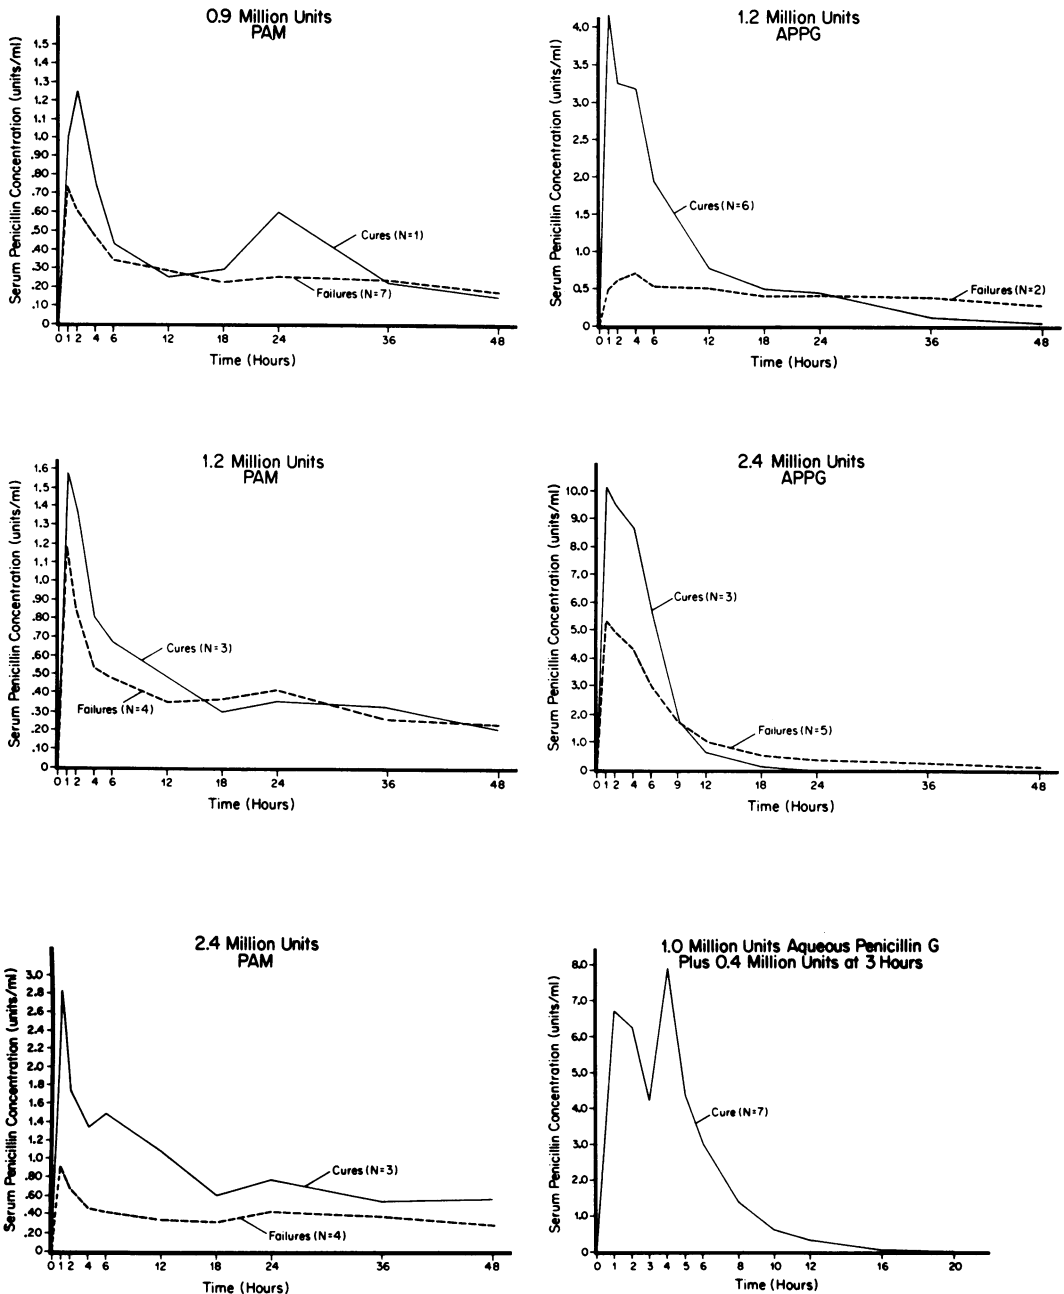 0.9 Million Units
PAM
Serum Penicillin Concentration (units/ml)
1.5
1.4
1.3
1.2
1.1
1.0
.90
.80
.70
.60
.50
.40
.30
.20
.10
0
Cures (N=1)
Failures (N=7)
0 1 2 4 6 12 18 24 36 48
Time (Hours)
1.2 Million Units
APPG
Serum Penicillin Concentration (units/ml)
4.0
3.5
3.0
2.5
2.0
1.5
1.0
0.5
0
Cures (N=6)
Failures (N=2)
0 1 2 4 6 12 18 24 36 48
Time (Hours)
1.2 Million Units
PAM
Serum Penicillin Concentration (units/ml)
1.6
1.5
1.4
1.3
1.2
1.1
1.0
.90
.80
.70
.60
.50
.40
.30
.20
.10
0
Cures (N=3)
Failures (N=4)
0 1 2 4 6 12 18 24 36 48
Time (Hours)
2.4 Million Units
APPG
Serum Penicillin Concentration (units/ml)
10.0
9.0
8.0
7.0
6.0
5.0
4.0
3.0
2.0
1.0
0
Cures (N=3)
Failures (N=5)
0 1 2 4 6 9 12 18 24 36 48
Time (Hours)
2.4 Million Units
PAM
Serum Penicillin Concentration (units/ml)
3.0
2.8
2.6
2.4
2.2
2.0
1.8
1.6
1.4
1.2
1.0
.80
.60
.40
.20
0
Cures (N=3)
Failures (N=4)
0 1 2 4 6 12 18 24 36 48
Time (Hours)
1.0 Million Units Aqueous Penicillin G
Plus 0.4 Million Units at 3 Hours
Serum Penicillin Concentration (units/ml)
8.0
7.0
6.0
5.0
4.0
3.0
2.0
1.0
0
Cure (N=7)
0 1 2 3 4 5 6 8 10 12 16 20
Time (Hours)